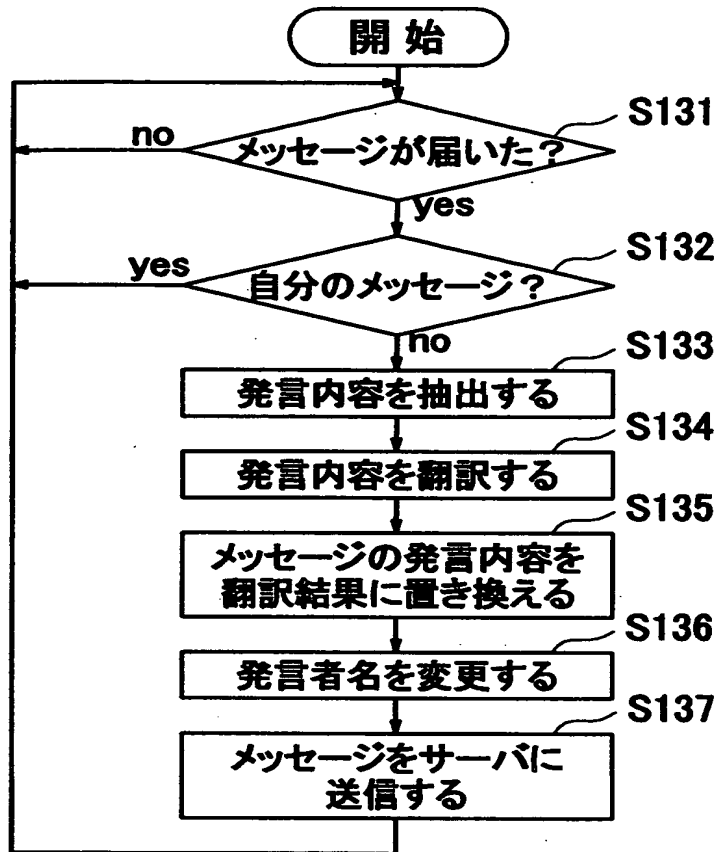 開始
S131
no
メッセージが届いた？
yes
S132
yes
自分のメッセージ？
no
S133
発言内容を抽出する
S134
発言内容を翻訳する
S135
メッセージの発言内容を
翻訳結果に置き換える
S136
発言者名を変更する
S137
メッセージをサーバに
送信する